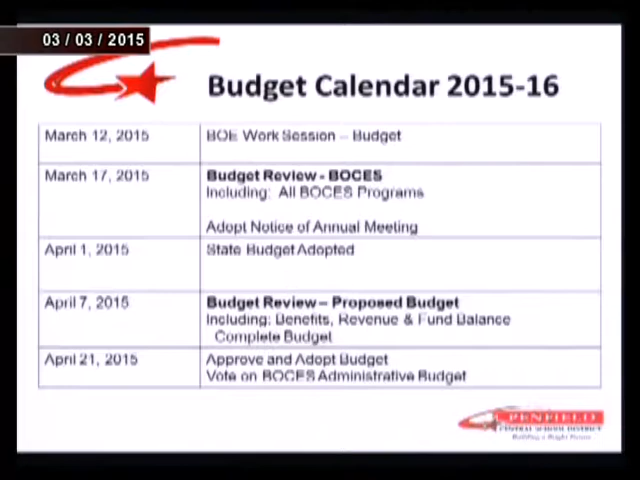 03 / 03 / 2015
Budget Calendar 2015-16
March 12, 2015
BOE Work Session – Budget
March 17, 2015
Budget Review - BOCES
Including: All BOCES Programs
Adopt Notice of Annual Meeting
April 1, 2015
State Budget Adopted
April 7, 2015
Budget Review – Proposed Budget
Including: Benefits, Revenue & Fund Balance
Complete Budget
April 21, 2015
Approve and Adopt Budget
Vote on BOCES Administrative Budget
PENFIELD
CENTRAL SCHOOL DISTRICT
Building a Bright Future